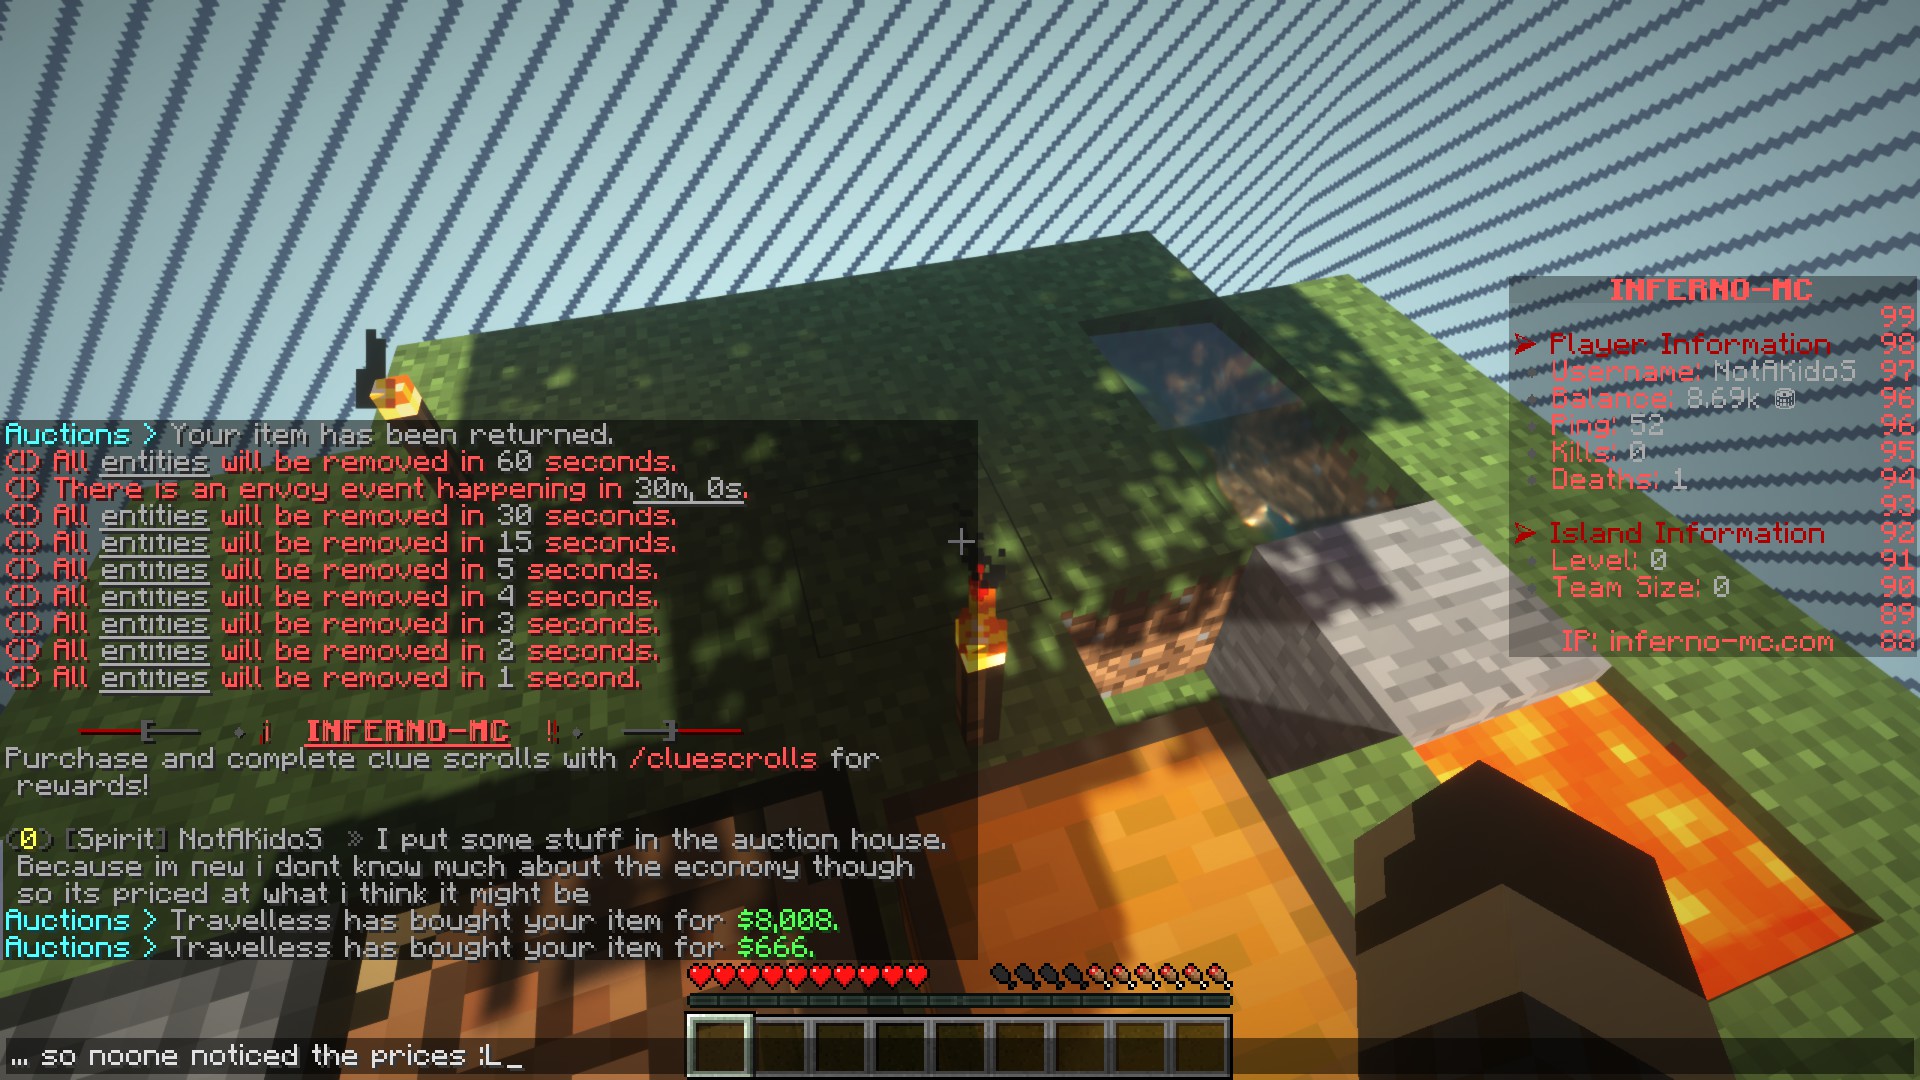 Auctions > Your item has been returned.
(!) All entities will be removed in 60 seconds.
(!) There is an envoy event happening in 30m, 0s.
(!) All entities will be removed in 30 seconds.
(!) All entities will be removed in 15 seconds.
(!) All entities will be removed in 5 seconds.
(!) All entities will be removed in 4 seconds.
(!) All entities will be removed in 3 seconds.
(!) All entities will be removed in 2 seconds.
(!) All entities will be removed in 1 second.
INFERNO-MC
Purchase and complete clue scrolls with /cluescrolls for
rewards!
(0) [Spirit] NotAKidoS » I put some stuff in the auction house.
Because im new i dont know much about the economy though
so its priced at what i think it might be
Auctions > Travelless has bought your item for $8,008.
Auctions > Travelless has bought your item for $666.
... so noone noticed the prices :L_
INFERNO-MC
99
➤ Player Information 98
Username: NotAKidoS 97
Balance: 8.69k 96
Ping: 52 96
Kills: 0 95
Deaths: 1 94
93
➤ Island Information 92
Level: 0 91
Team Size: 0 90
89
IP: inferno-mc.com 88